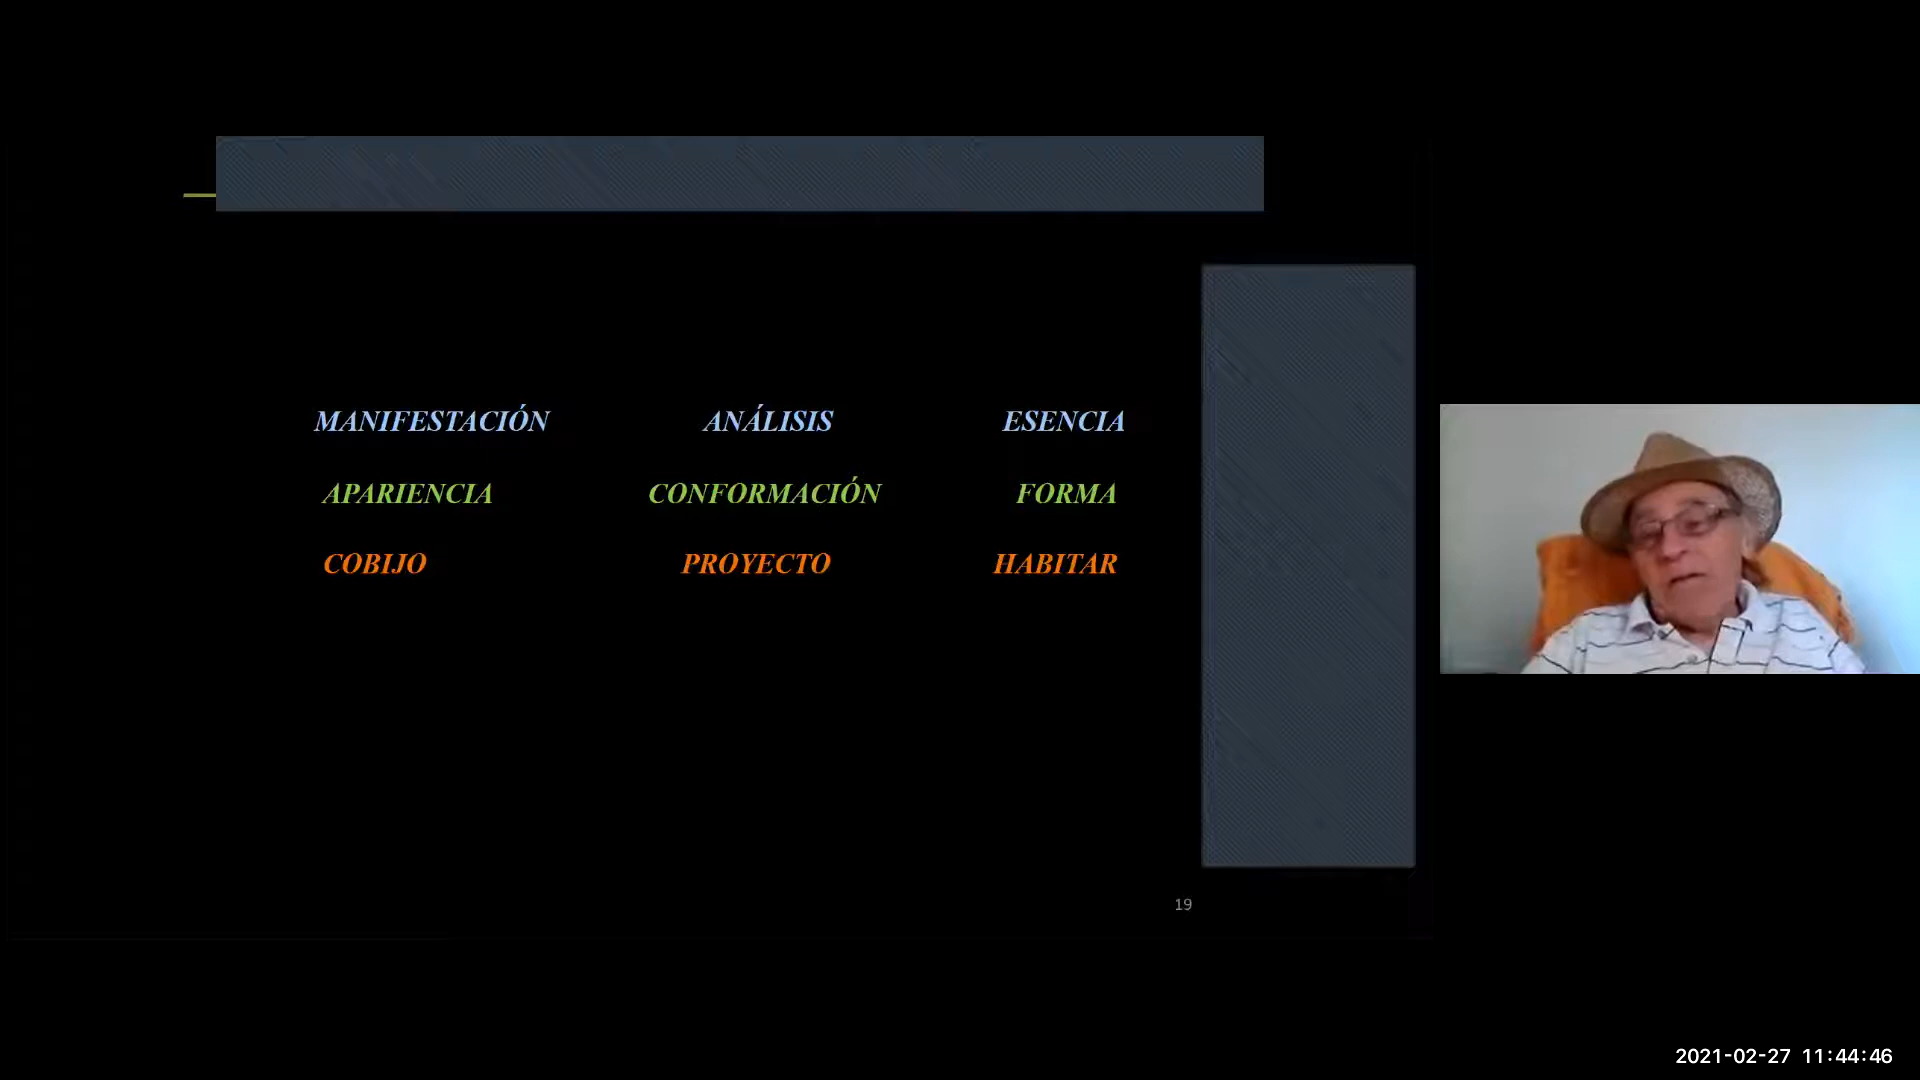 MANIFESTACIÓN ANÁLISIS ESENCIA
APARIENCIA CONFORMACIÓN FORMA
COBIJO PROYECTO HABITAR
19
2021-02-27 11:44:46